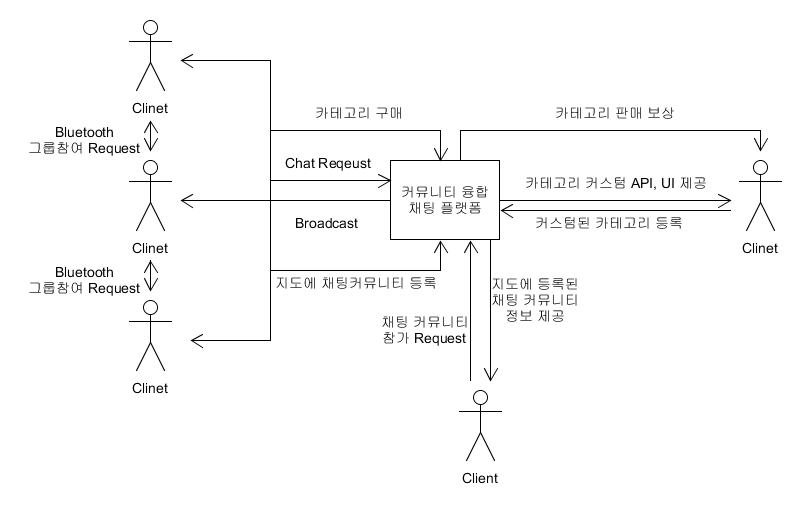 Clinet
Bluetooth
그룹참여 Request
Clinet
Bluetooth
그룹참여 Request
Clinet
카테고리 구매
Chat Reqeust
Broadcast
지도에 채팅커뮤니티 등록
커뮤니티 융합
채팅 플랫폼
카테고리 판매 보상
카테고리 커스텀 API, UI 제공
커스텀된 카테고리 등록
Clinet
채팅 커뮤니티
참가 Request
지도에 등록된
채팅 커뮤니티
정보 제공
Client